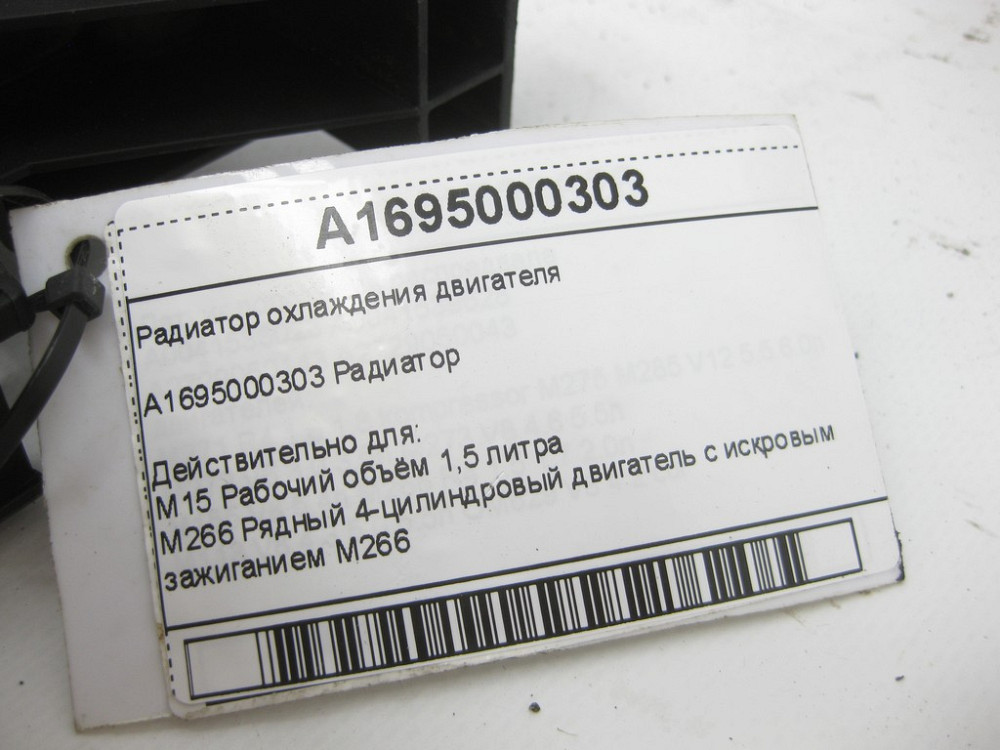 A1695000303
Радиатор охлаждения двигателя
A1695000303 Радиатор
Действительно для:
M15 Рабочий объём 1,5 литра
M266 Рядный 4-цилиндровый двигатель с искровым
зажиганием M266